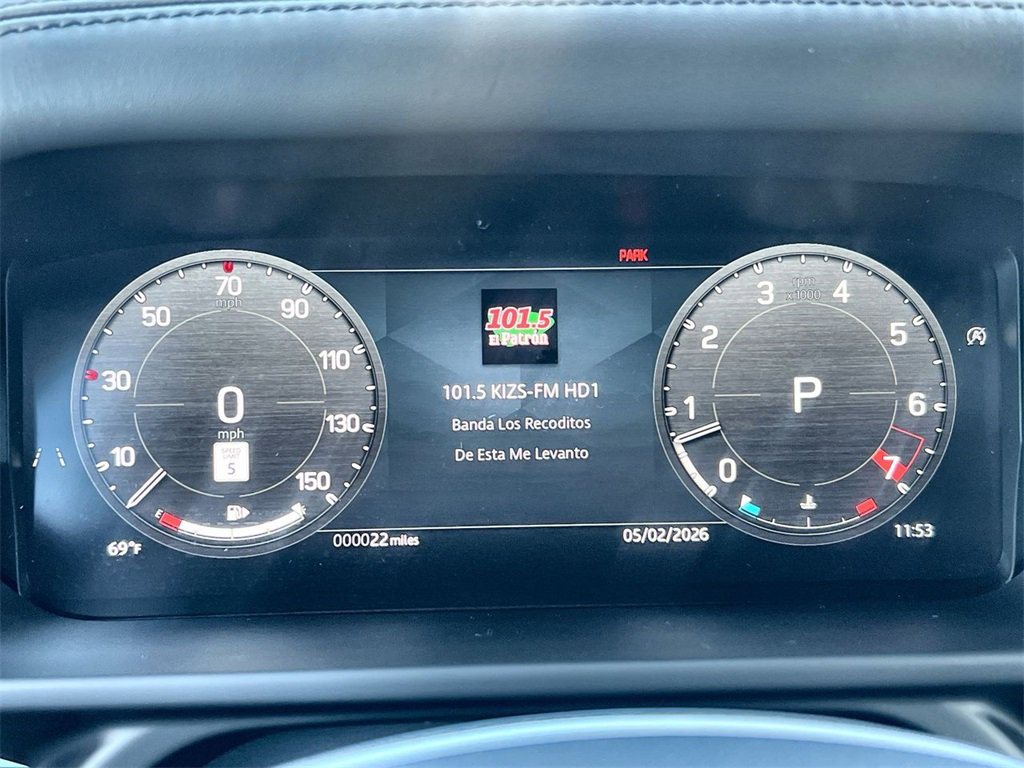 PARK
70
mph
50
90
30
110
10
130
150
0
mph
SPEED
LIMIT
5
E
F
69°F
000022 miles
101.5
El Patrón
101.5 KIZS-FM HD1
Banda Los Recoditos
De Esta Me Levanto
05/02/2026
rpm
x 1000
3
4
2
5
1
6
0
7
P
A
11:53